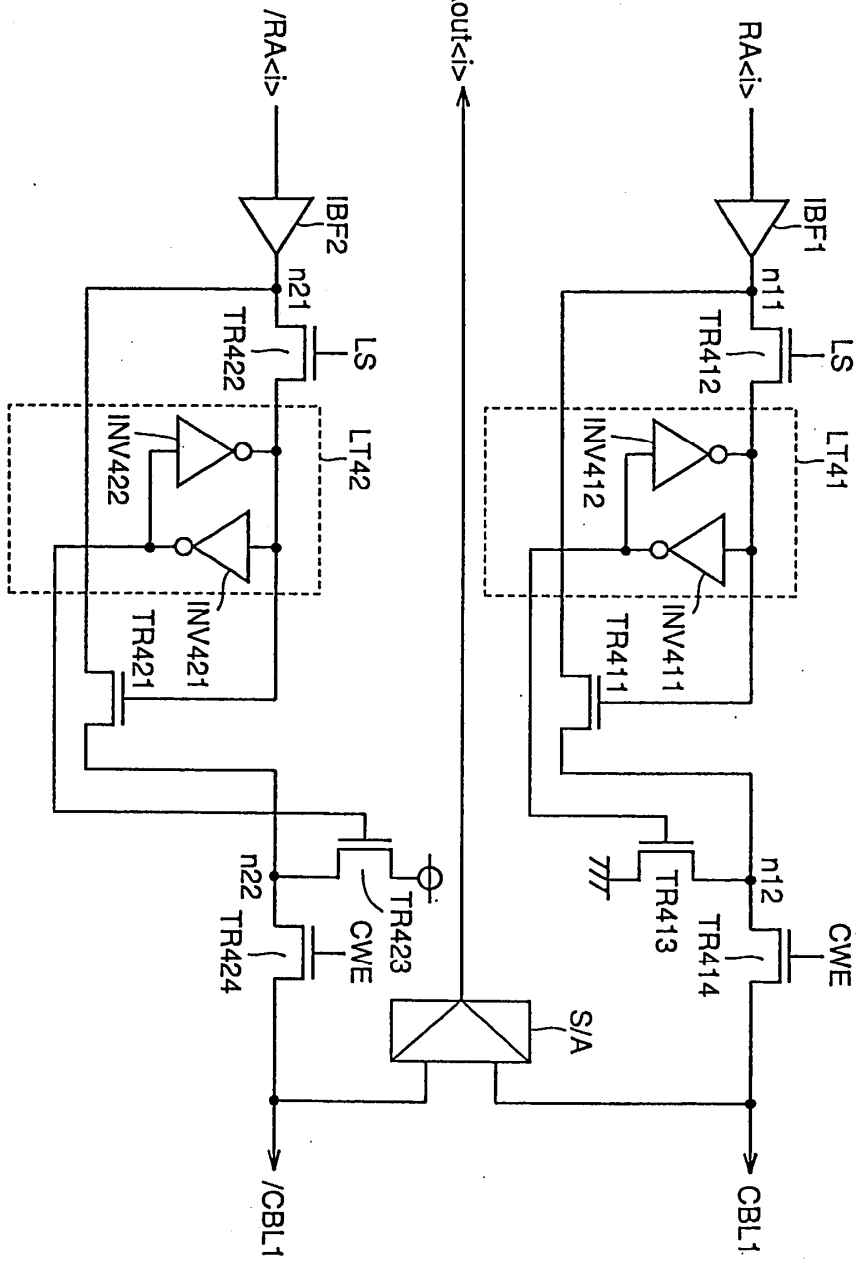 LS
CWE
LT41
IBF1
n11
n12
RA<i>
CBL1
TR412
TR414
TR413
INV411
TR411
INV412
S/A
out<i>
LS
CWE
LT42
TR423
IBF2
n21
n22
/RA<i>
/CBL1
TR422
TR424
INV421
TR421
INV422